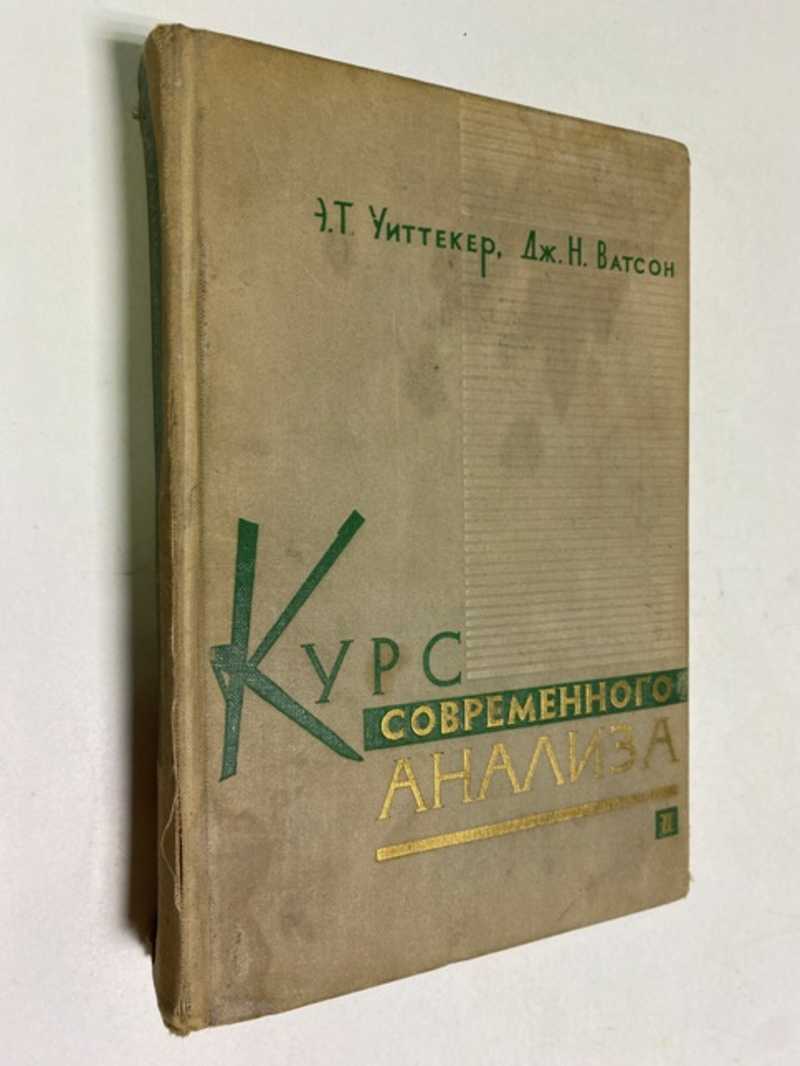 Э.Т. Уиттекер, Дж. Н. Ватсон
Курс
СОВРЕМЕННОГО
АНАЛИЗА